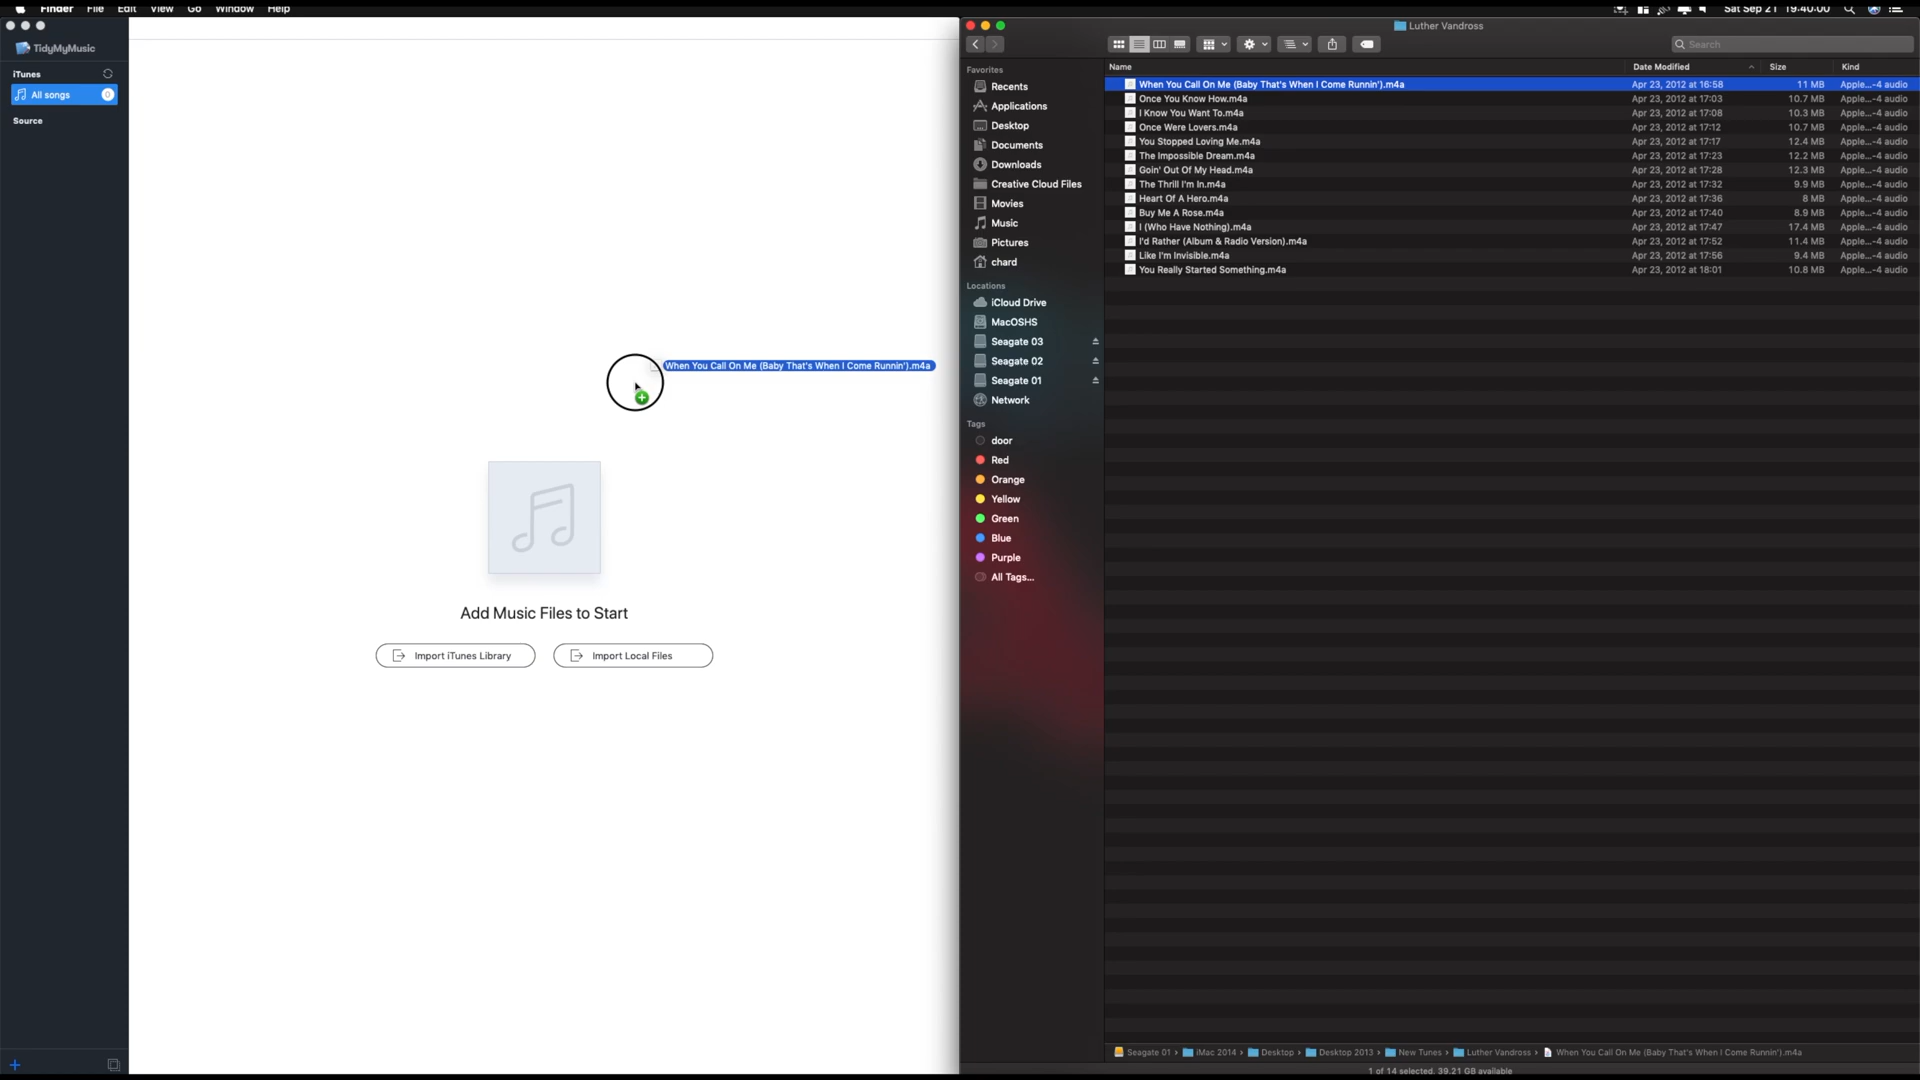 Finder File Edit View Go Window Help
Sat Sep 21 19:40:00
TidyMyMusic
iTunes
All songs 0
Source
When You Call On Me (Baby That's When I Come Runnin').m4a
Add Music Files to Start
Import iTunes Library
Import Local Files
Luther Vandross
Search
Favorites
Recents
Applications
Desktop
Documents
Downloads
Creative Cloud Files
Movies
Music
Pictures
chard
Locations
iCloud Drive
MacOSHS
Seagate 03
Seagate 02
Seagate 01
Network
Tags
door
Red
Orange
Yellow
Green
Blue
Purple
All Tags...
Name Date Modified Size Kind
When You Call On Me (Baby That's When I Come Runnin').m4a Apr 23, 2012 at 16:58 11 MB Apple...-4 audio
Once You Know How.m4a Apr 23, 2012 at 17:03 10.7 MB Apple...-4 audio
I Know You Want To.m4a Apr 23, 2012 at 17:08 10.3 MB Apple...-4 audio
Once Were Lovers.m4a Apr 23, 2012 at 17:12 10.7 MB Apple...-4 audio
You Stopped Loving Me.m4a Apr 23, 2012 at 17:17 12.4 MB Apple...-4 audio
The Impossible Dream.m4a Apr 23, 2012 at 17:23 12.2 MB Apple...-4 audio
Goin' Out Of My Head.m4a Apr 23, 2012 at 17:28 12.3 MB Apple...-4 audio
The Thrill I'm In.m4a Apr 23, 2012 at 17:32 9.9 MB Apple...-4 audio
Heart Of A Hero.m4a Apr 23, 2012 at 17:36 8 MB Apple...-4 audio
Buy Me A Rose.m4a Apr 23, 2012 at 17:40 8.9 MB Apple...-4 audio
I (Who Have Nothing).m4a Apr 23, 2012 at 17:47 17.4 MB Apple...-4 audio
I'd Rather (Album & Radio Version).m4a Apr 23, 2012 at 17:52 11.4 MB Apple...-4 audio
Like I'm Invisible.m4a Apr 23, 2012 at 17:56 9.4 MB Apple...-4 audio
You Really Started Something.m4a Apr 23, 2012 at 18:01 10.8 MB Apple...-4 audio
Seagate 01 › iMac 2014 › Desktop › Desktop 2013 › New Tunes › Luther Vandross › When You Call On Me (Baby That's When I Come Runnin').m4a
1 of 14 selected, 39.21 GB available